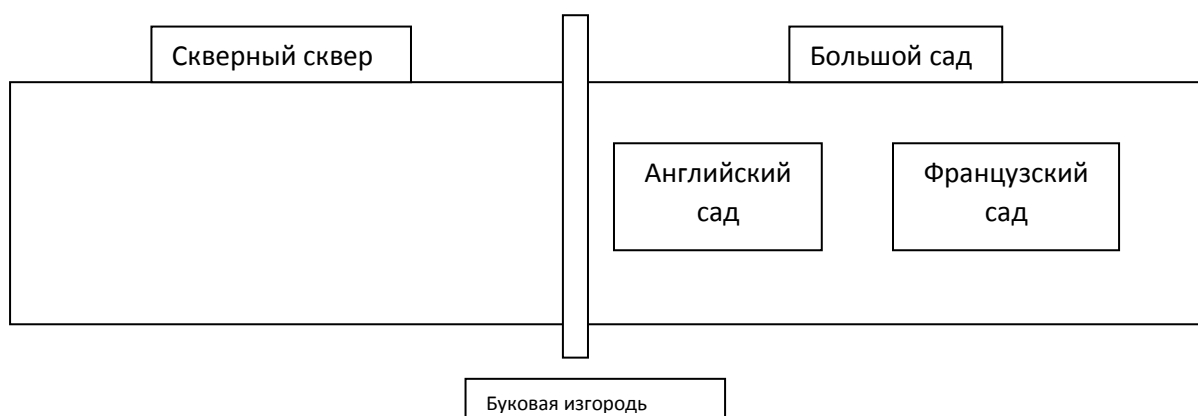 Скверный сквер
Большой сад
Английский
сад
Французский
сад
Буковая изгородь